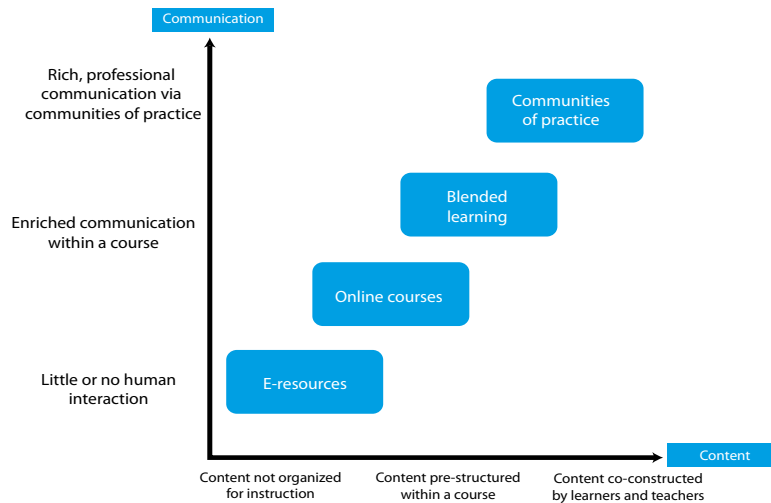 Communication
Rich, professional
communication via
communities of practice
Communities
of practice
Blended
learning
Enriched communication
within a course
Online courses
Little or no human
interaction
E-resources
Content
Content not organized
for instruction
Content pre-structured
within a course
Content co-constructed
by learners and teachers